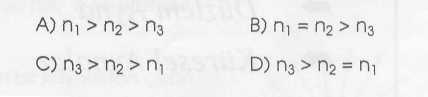 A) n₁ > n₂ > n₃ B) n₁ = n₂ > n₃
C) n₃ > n₂ > n₁ D) n₃ > n₂ = n₁